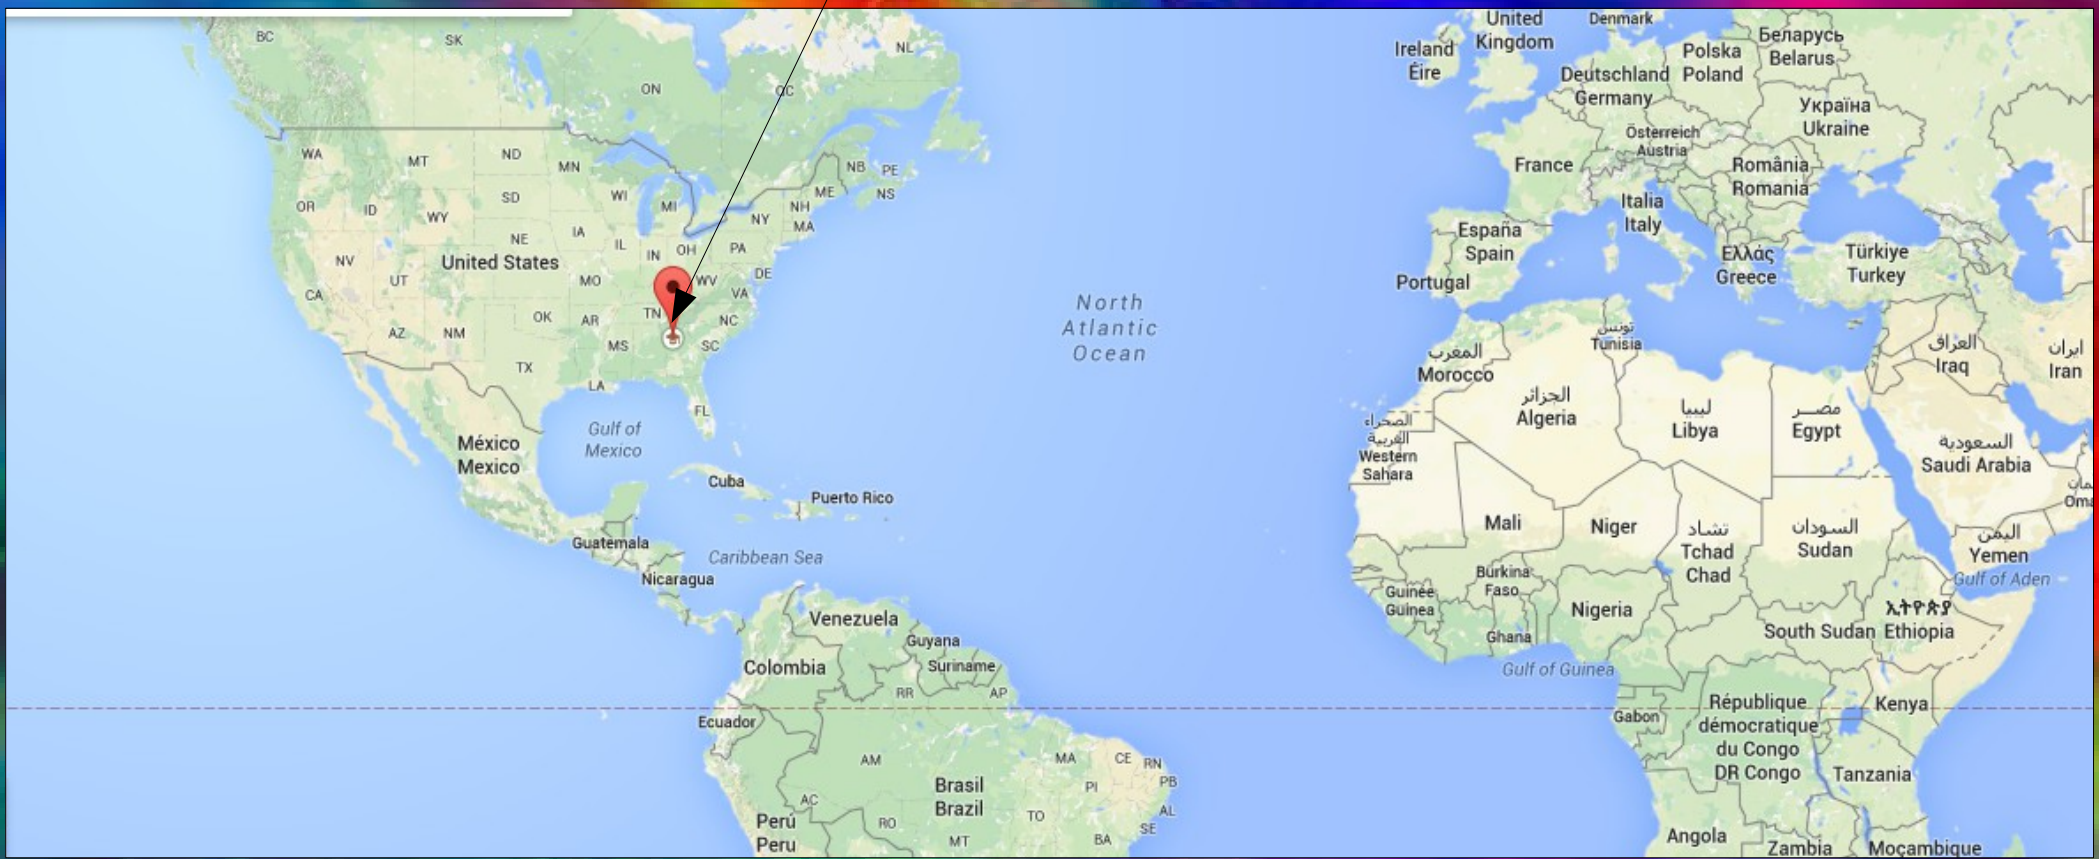 BC
SK
ON
QC
NL
WA
MT
ND
MN
WI
MI
NB
PE
NS
ME
NH
MA
NY
OR
ID
WY
SD
NE
IA
IL
IN
OH
PA
NV
UT
United States
MO
WV
DE
VA
CA
AZ
NM
OK
AR
TN
NC
MS
SC
TX
LA
FL
Gulf of
Mexico
México
Mexico
Cuba
Puerto Rico
Guatemala
Caribbean Sea
Nicaragua
Venezuela
Guyana
Suriname
Colombia
RR
AP
Ecuador
AM
MA
CE
RN
PB
PI
AL
SE
AC
RO
TO
BA
MT
Brasil
Brazil
Perú
Peru
North
Atlantic
Ocean
Ireland
Éire
United
Kingdom
Denmark
Deutschland
Germany
Polska
Poland
Беларусь
Belarus
Україна
Ukraine
Österreich
Austria
France
România
Romania
Italia
Italy
España
Spain
Portugal
Ελλάς
Greece
Türkiye
Turkey
تونس
Tunisia
المغرب
Morocco
الجزائر
Algeria
ليبيا
Libya
مصر
Egypt
العراق
Iraq
ایران
Iran
الصحراء
الغربية
Western
Sahara
السعودية
Saudi Arabia
Mali
Niger
تشاد
Tchad
Chad
السودان
Sudan
اليمن
Yemen
Gulf of Aden
Guinée
Guinea
Burkina
Faso
Ghana
Nigeria
Gulf of Guinea
South Sudan
ኢትዮጵያ
Ethiopia
Gabon
République
démocratique
du Congo
DR Congo
Kenya
Tanzania
Angola
Zambia
Moçambique